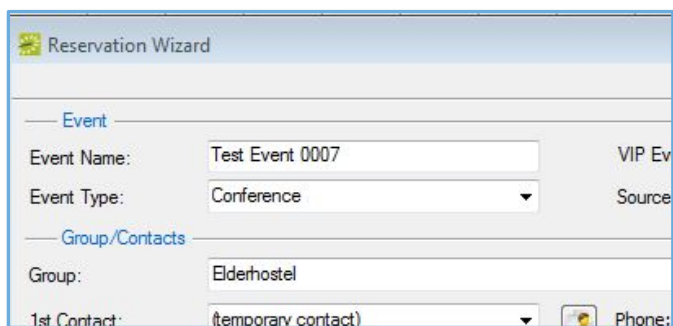 Reservation Wizard
Event
Event Name: Test Event 0007 VIP Ev
Event Type: Conference Source
Group/Contacts
Group: Elderhostel
1st Contact: (temporary contact) Phone: